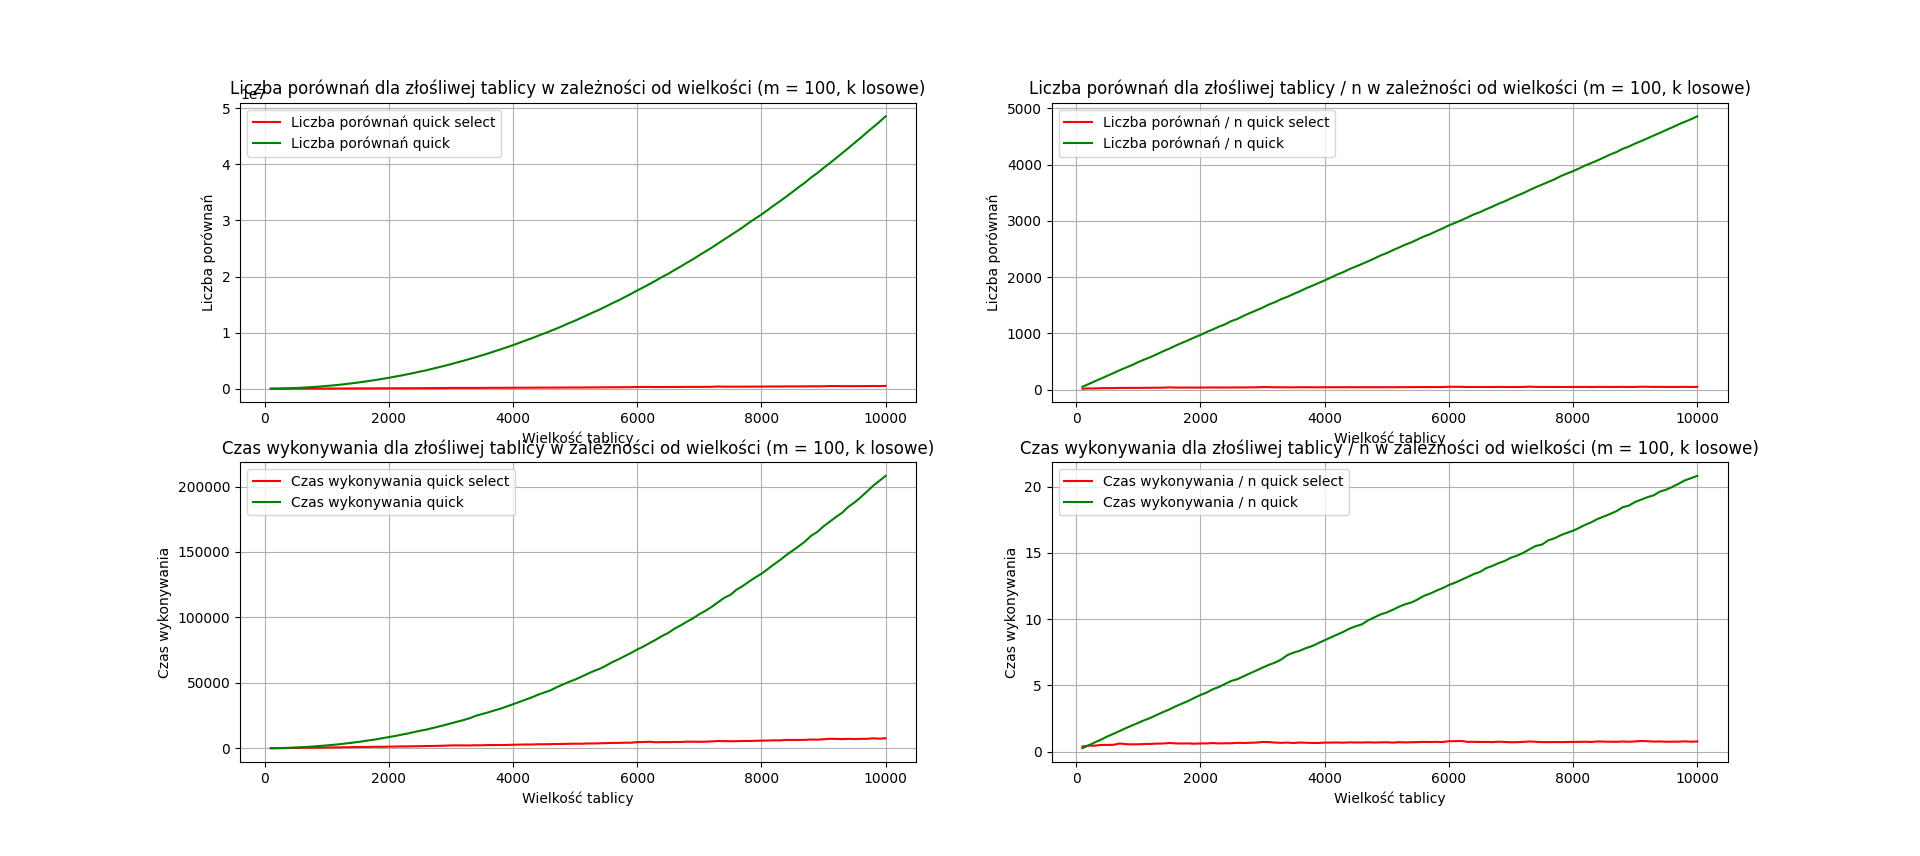 Liczba porównań dla złośliwej tablicy w zależności od wielkości (m = 100, k losowe)
1e7
5
4
3
2
1
0
Liczba porównań
Liczba porównań quick select
Liczba porównań quick
0 2000 4000 6000 8000 10000
Wielkość tablicy
Liczba porównań dla złośliwej tablicy / n w zależności od wielkości (m = 100, k losowe)
5000
4000
3000
2000
1000
0
Liczba porównań
Liczba porównań / n quick select
Liczba porównań / n quick
0 2000 4000 6000 8000 10000
Wielkość tablicy
Czas wykonywania dla złośliwej tablicy w zależności od wielkości (m = 100, k losowe)
200000
150000
100000
50000
0
Czas wykonywania
Czas wykonywania quick select
Czas wykonywania quick
0 2000 4000 6000 8000 10000
Wielkość tablicy
Czas wykonywania dla złośliwej tablicy / n w zależności od wielkości (m = 100, k losowe)
20
15
10
5
0
Czas wykonywania
Czas wykonywania / n quick select
Czas wykonywania / n quick
0 2000 4000 6000 8000 10000
Wielkość tablicy